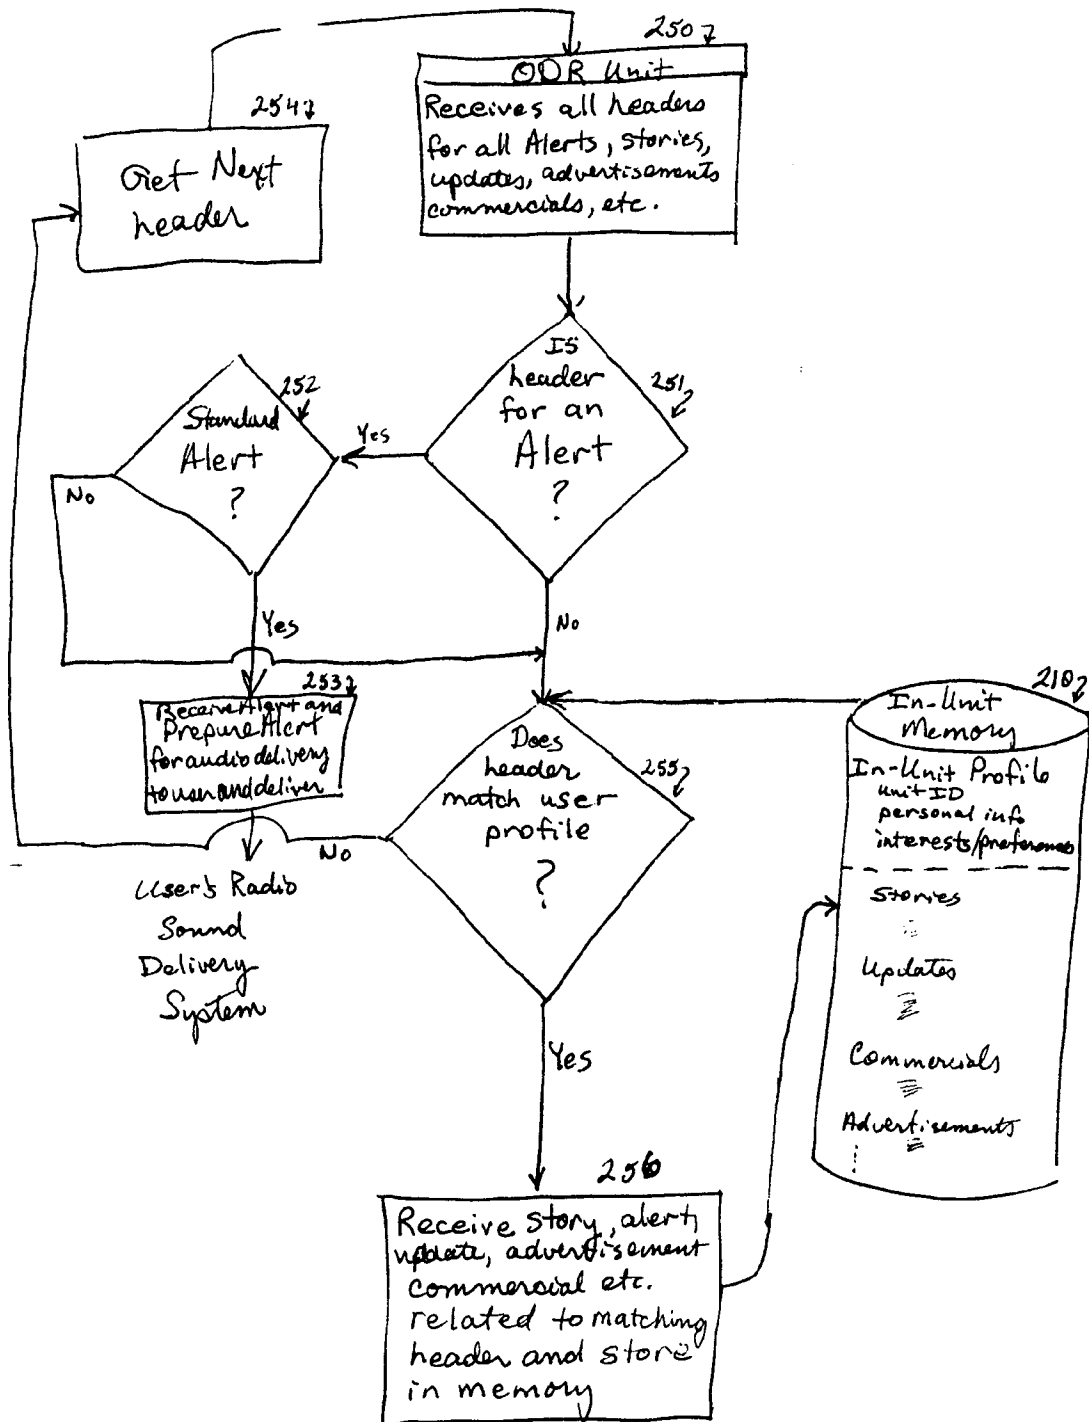 250
ODR Unit
Receives all headers
for all Alerts, stories,
updates, advertisements
commercials, etc.
254
Get Next
header
Is
header
for an
Alert
?
251
Yes
No
252
Standard
Alert
?
No
Yes
253
Receive Alert and
Prepare Alert
for audio delivery
to user and deliver
User's Radio
Sound
Delivery
System
Does
header
match user
profile
?
255
No
Yes
210
In-Unit
Memory
In-Unit Profile
unit ID
personal info
interests/preferences
Stories
Updates
Commercials
Advertisements
256
Receive Story, alert,
update, advertisement
commercial etc.
related to matching
header and store
in memory